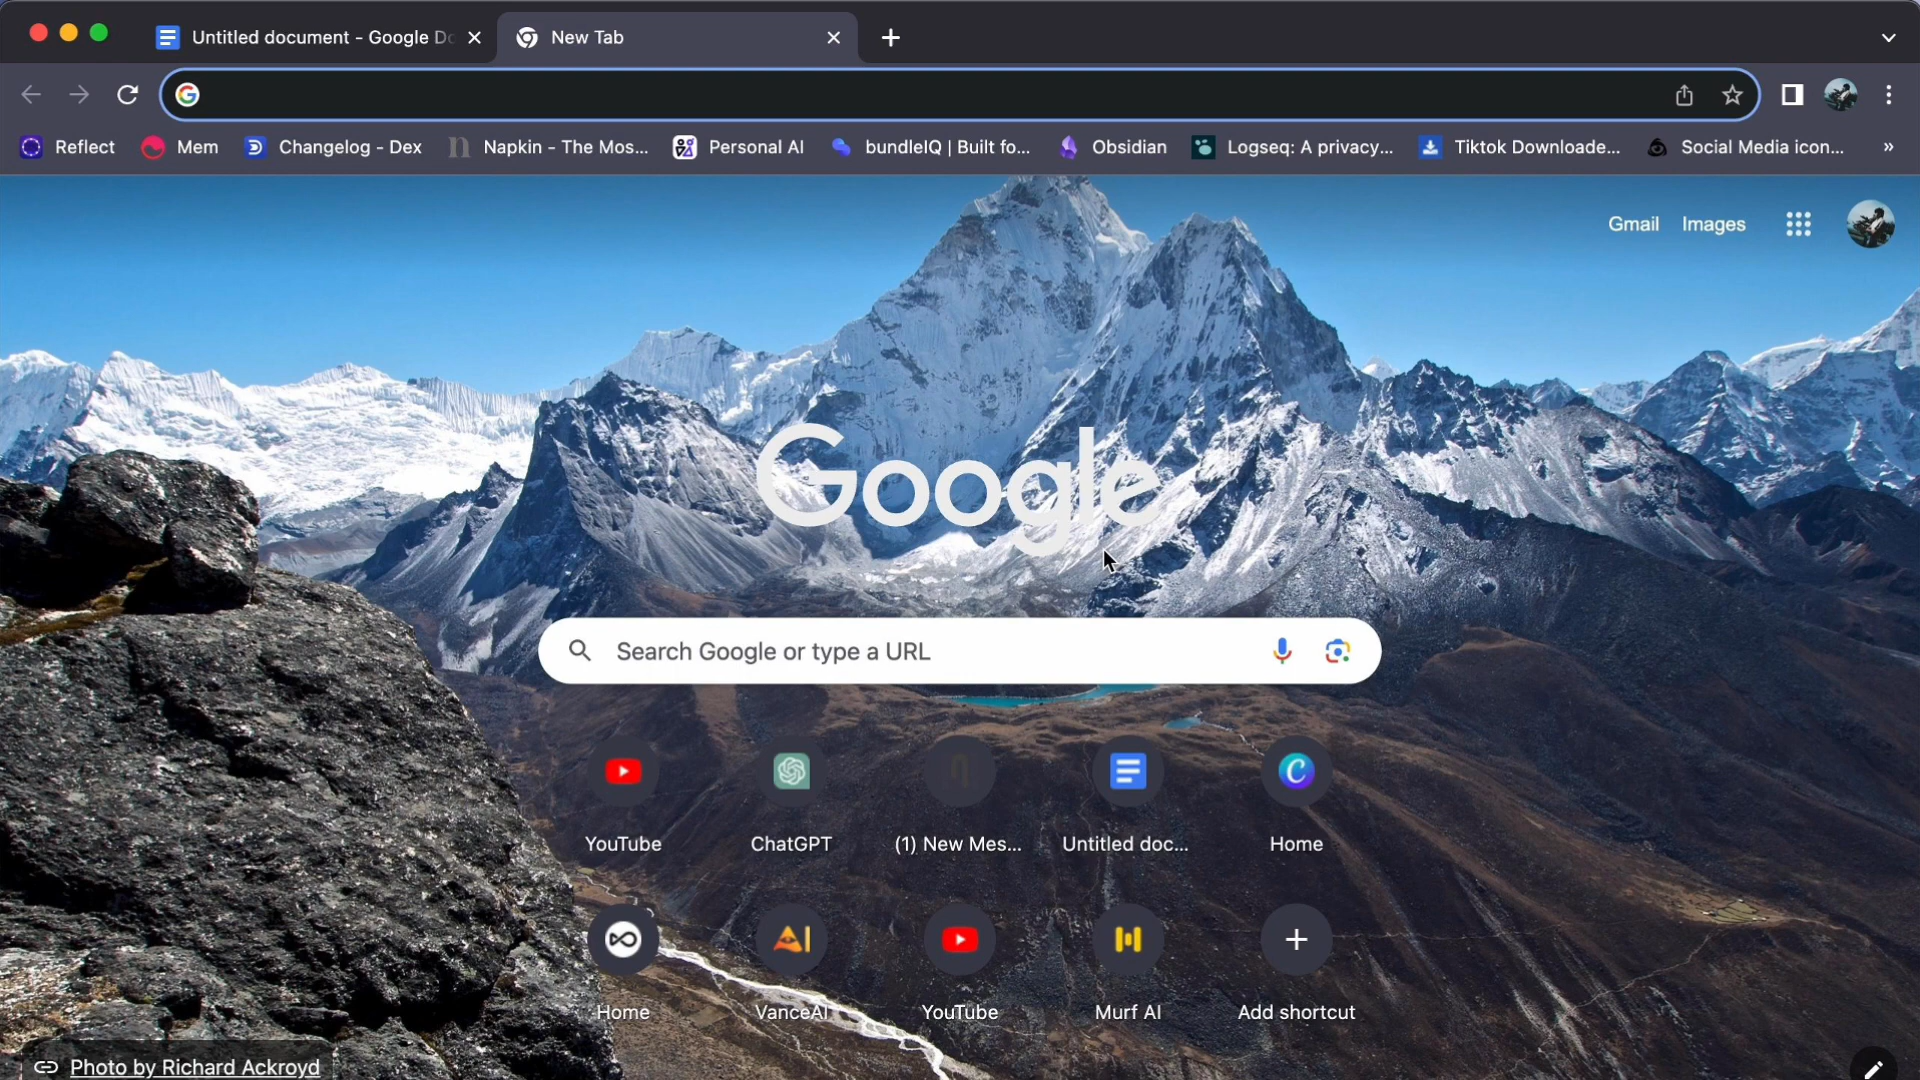 Untitled document - Google Do
New Tab
Reflect
Mem
Changelog - Dex
Napkin - The Mos...
Personal AI
bundleIQ | Built fo...
Obsidian
Logseq: A privacy...
Tiktok Downloade...
Social Media icon...
»
Gmail
Images
Google
Search Google or type a URL
YouTube
ChatGPT
(1) New Mes...
Untitled doc...
Home
Home
VanceAI
YouTube
Murf AI
Add shortcut
Photo by Richard Ackroyd